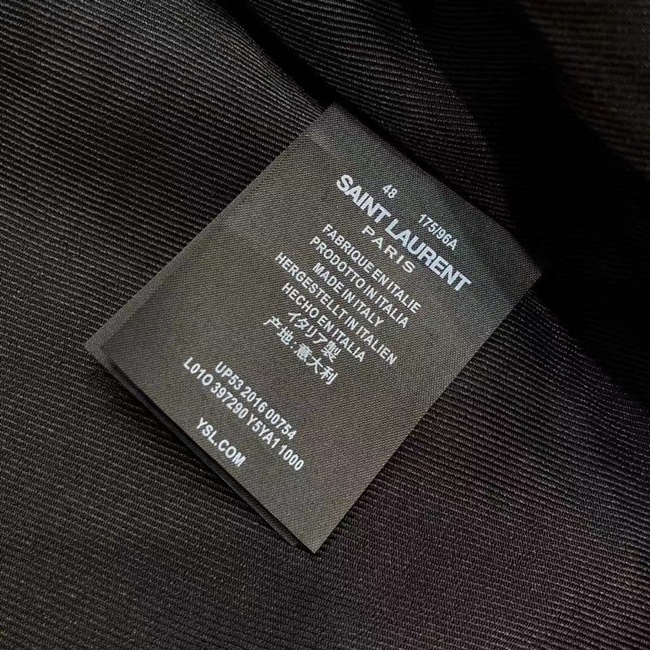 48 175/96A
SAINT LAURENT
PARIS
FABRIQUE EN ITALIE
PRODOTTO IN ITALIA
MADE IN ITALY
HERGESTELLT IN ITALIEN
HECHO EN ITALIA
イタリア製
产地:意大利
UP53 2016 00754
L01O 397290 Y5YA1 1000
YSL.COM